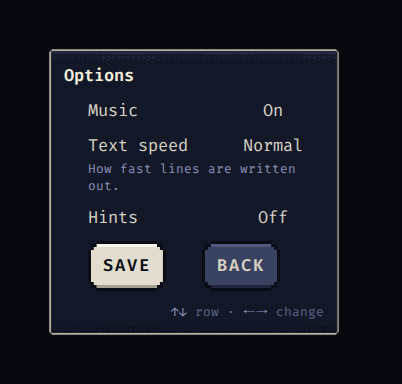 Options
Music On
Text speed Normal
How fast lines are written
out.
Hints Off
SAVE BACK
↑↓ row · ←→ change